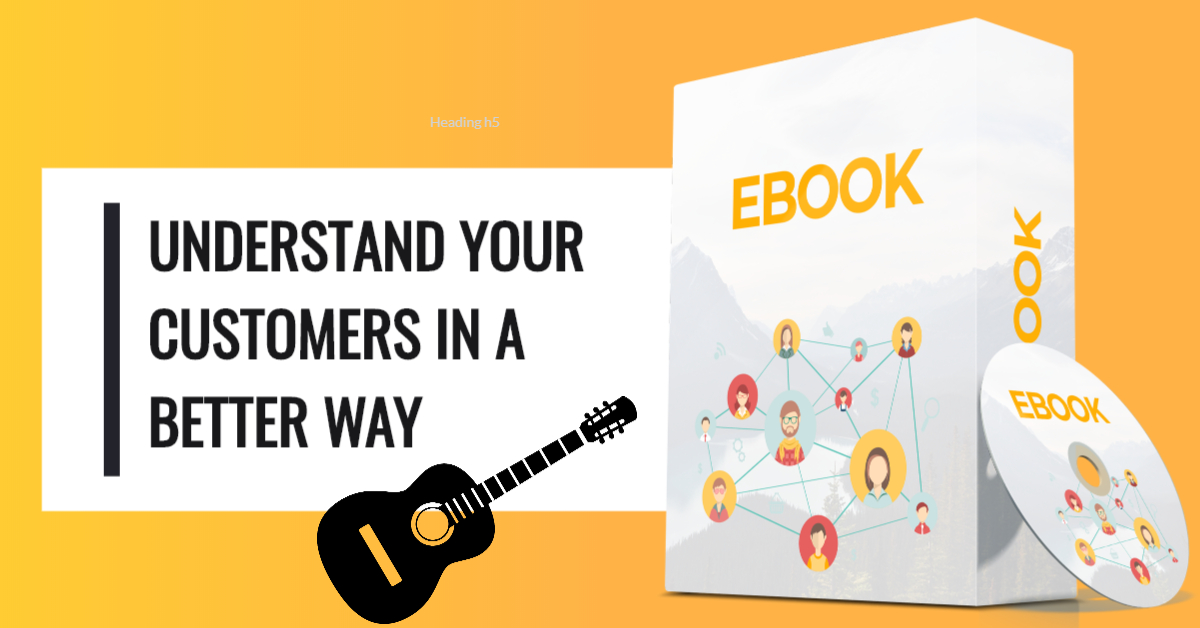 Heading h5
UNDERSTAND YOUR
CUSTOMERS IN A
BETTER WAY
EBOOK
OOK
EBOOK